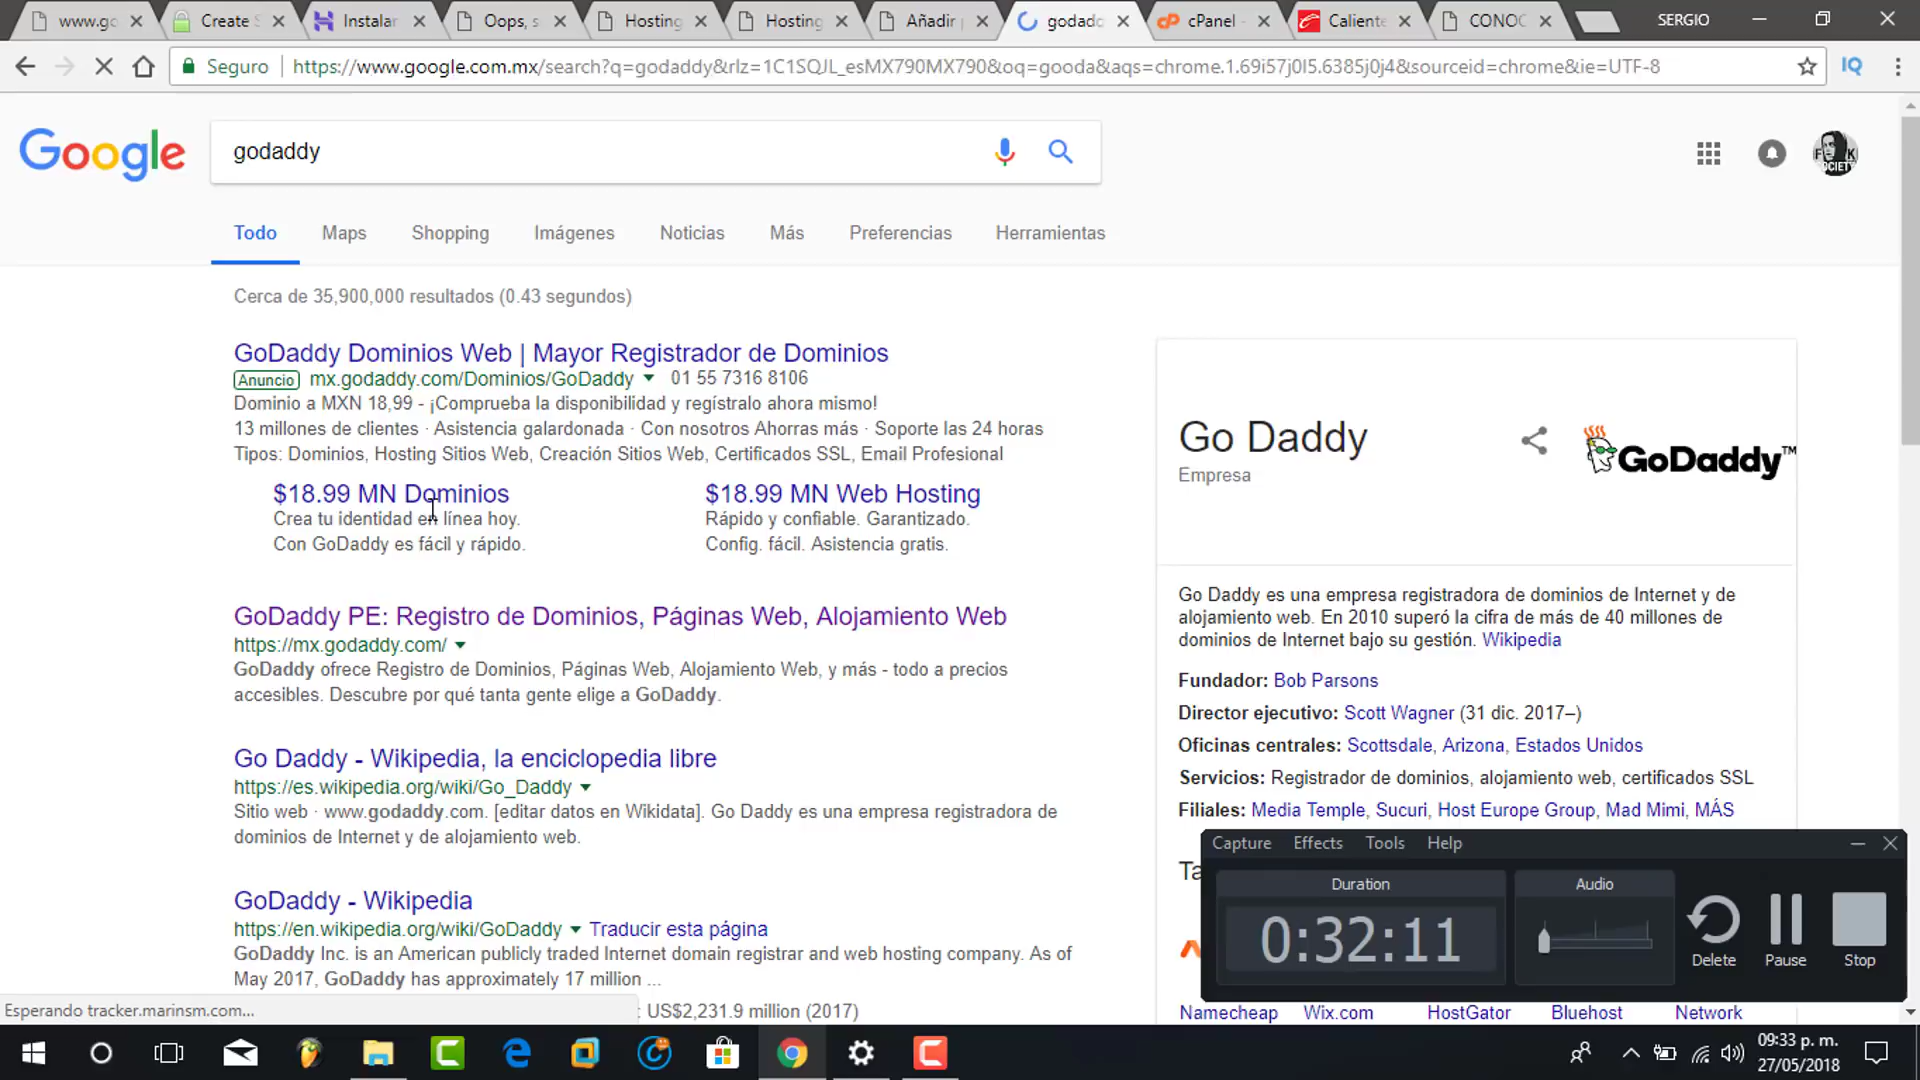 www.go
Create S
Instalar
Oops, s
Hosting
Hosting
Añadir p
godadd
cPanel -
Caliente
CONOC
SERGIO
Seguro
https://www.google.com.mx/search?q=godaddy&rlz=1C1SQJL_esMX790MX790&oq=gooda&aqs=chrome.1.69i57j0l5.6385j0j4&sourceid=chrome&ie=UTF-8
IQ
Google
godaddy
F K
SOCIETY
Todo Maps Shopping Imágenes Noticias Más Preferencias Herramientas
Cerca de 35,900,000 resultados (0.43 segundos)
GoDaddy Dominios Web | Mayor Registrador de Dominios
Anuncio mx.godaddy.com/Dominios/GoDaddy 01 55 7316 8106
Dominio a MXN 18,99 - ¡Comprueba la disponibilidad y regístralo ahora mismo!
13 millones de clientes · Asistencia galardonada · Con nosotros Ahorras más · Soporte las 24 horas
Tipos: Dominios, Hosting Sitios Web, Creación Sitios Web, Certificados SSL, Email Profesional
$18.99 MN Dominios
Crea tu identidad en línea hoy.
Con GoDaddy es fácil y rápido.
$18.99 MN Web Hosting
Rápido y confiable. Garantizado.
Config. fácil. Asistencia gratis.
GoDaddy PE: Registro de Dominios, Páginas Web, Alojamiento Web
https://mx.godaddy.com/
GoDaddy ofrece Registro de Dominios, Páginas Web, Alojamiento Web, y más - todo a precios
accesibles. Descubre por qué tanta gente elige a GoDaddy.
Go Daddy - Wikipedia, la enciclopedia libre
https://es.wikipedia.org/wiki/Go_Daddy
Sitio web · www.godaddy.com. [editar datos en Wikidata]. Go Daddy es una empresa registradora de
dominios de Internet y de alojamiento web.
GoDaddy - Wikipedia
https://en.wikipedia.org/wiki/GoDaddy Traducir esta página
GoDaddy Inc. is an American publicly traded Internet domain registrar and web hosting company. As of
May 2017, GoDaddy has approximately 17 million ...
: US$2,231.9 million (2017)
Esperando tracker.marinsm.com...
Go Daddy
Empresa
GoDaddy™
Go Daddy es una empresa registradora de dominios de Internet y de
alojamiento web. En 2010 superó la cifra de más de 40 millones de
dominios de Internet bajo su gestión. Wikipedia
Fundador: Bob Parsons
Director ejecutivo: Scott Wagner (31 dic. 2017–)
Oficinas centrales: Scottsdale, Arizona, Estados Unidos
Servicios: Registrador de dominios, alojamiento web, certificados SSL
Filiales: Media Temple, Sucuri, Host Europe Group, Mad Mimi, MÁS
Ta
Capture Effects Tools Help
Duration
0:32:11
Audio
Delete
Pause
Stop
Namecheap Wix.com HostGator Bluehost Network
09:33 p. m.
27/05/2018